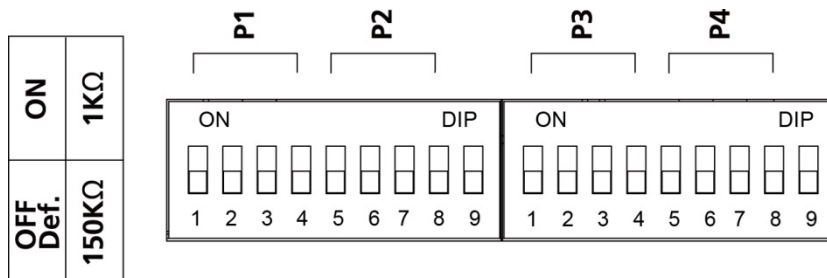 P1 P2 P3 P4
ON 1KΩ
OFF Def. 150KΩ
ON DIP ON DIP
1 2 3 4 5 6 7 8 9 1 2 3 4 5 6 7 8 9